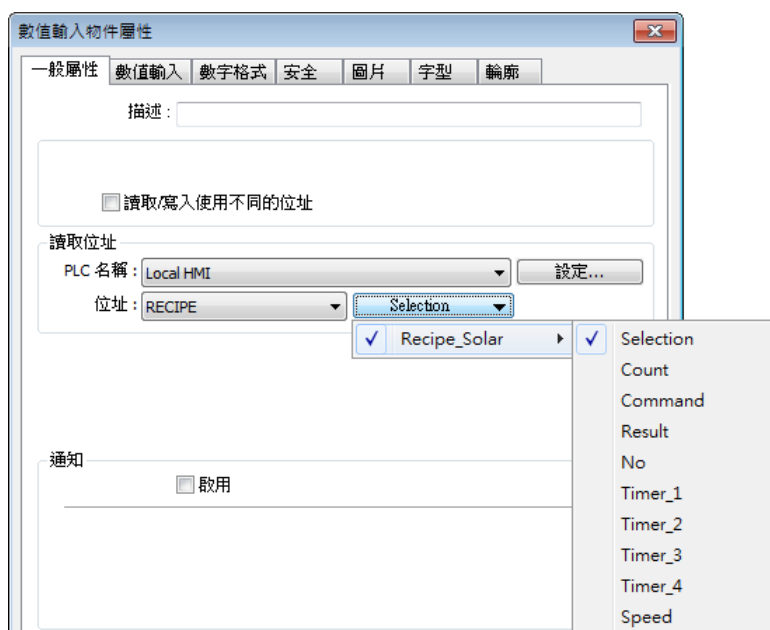 數值輸入物件屬性
一般屬性 數值輸入 數字格式 安全 圖片 字型 輪廓
描述 :
讀取/寫入使用不同的位址
讀取位址
PLC 名稱 : Local HMI 設定...
位址 : RECIPE Selection
Recipe_Solar Selection
Count
Command
Result
No
通知
啟用
Timer_1
Timer_2
Timer_3
Timer_4
Speed